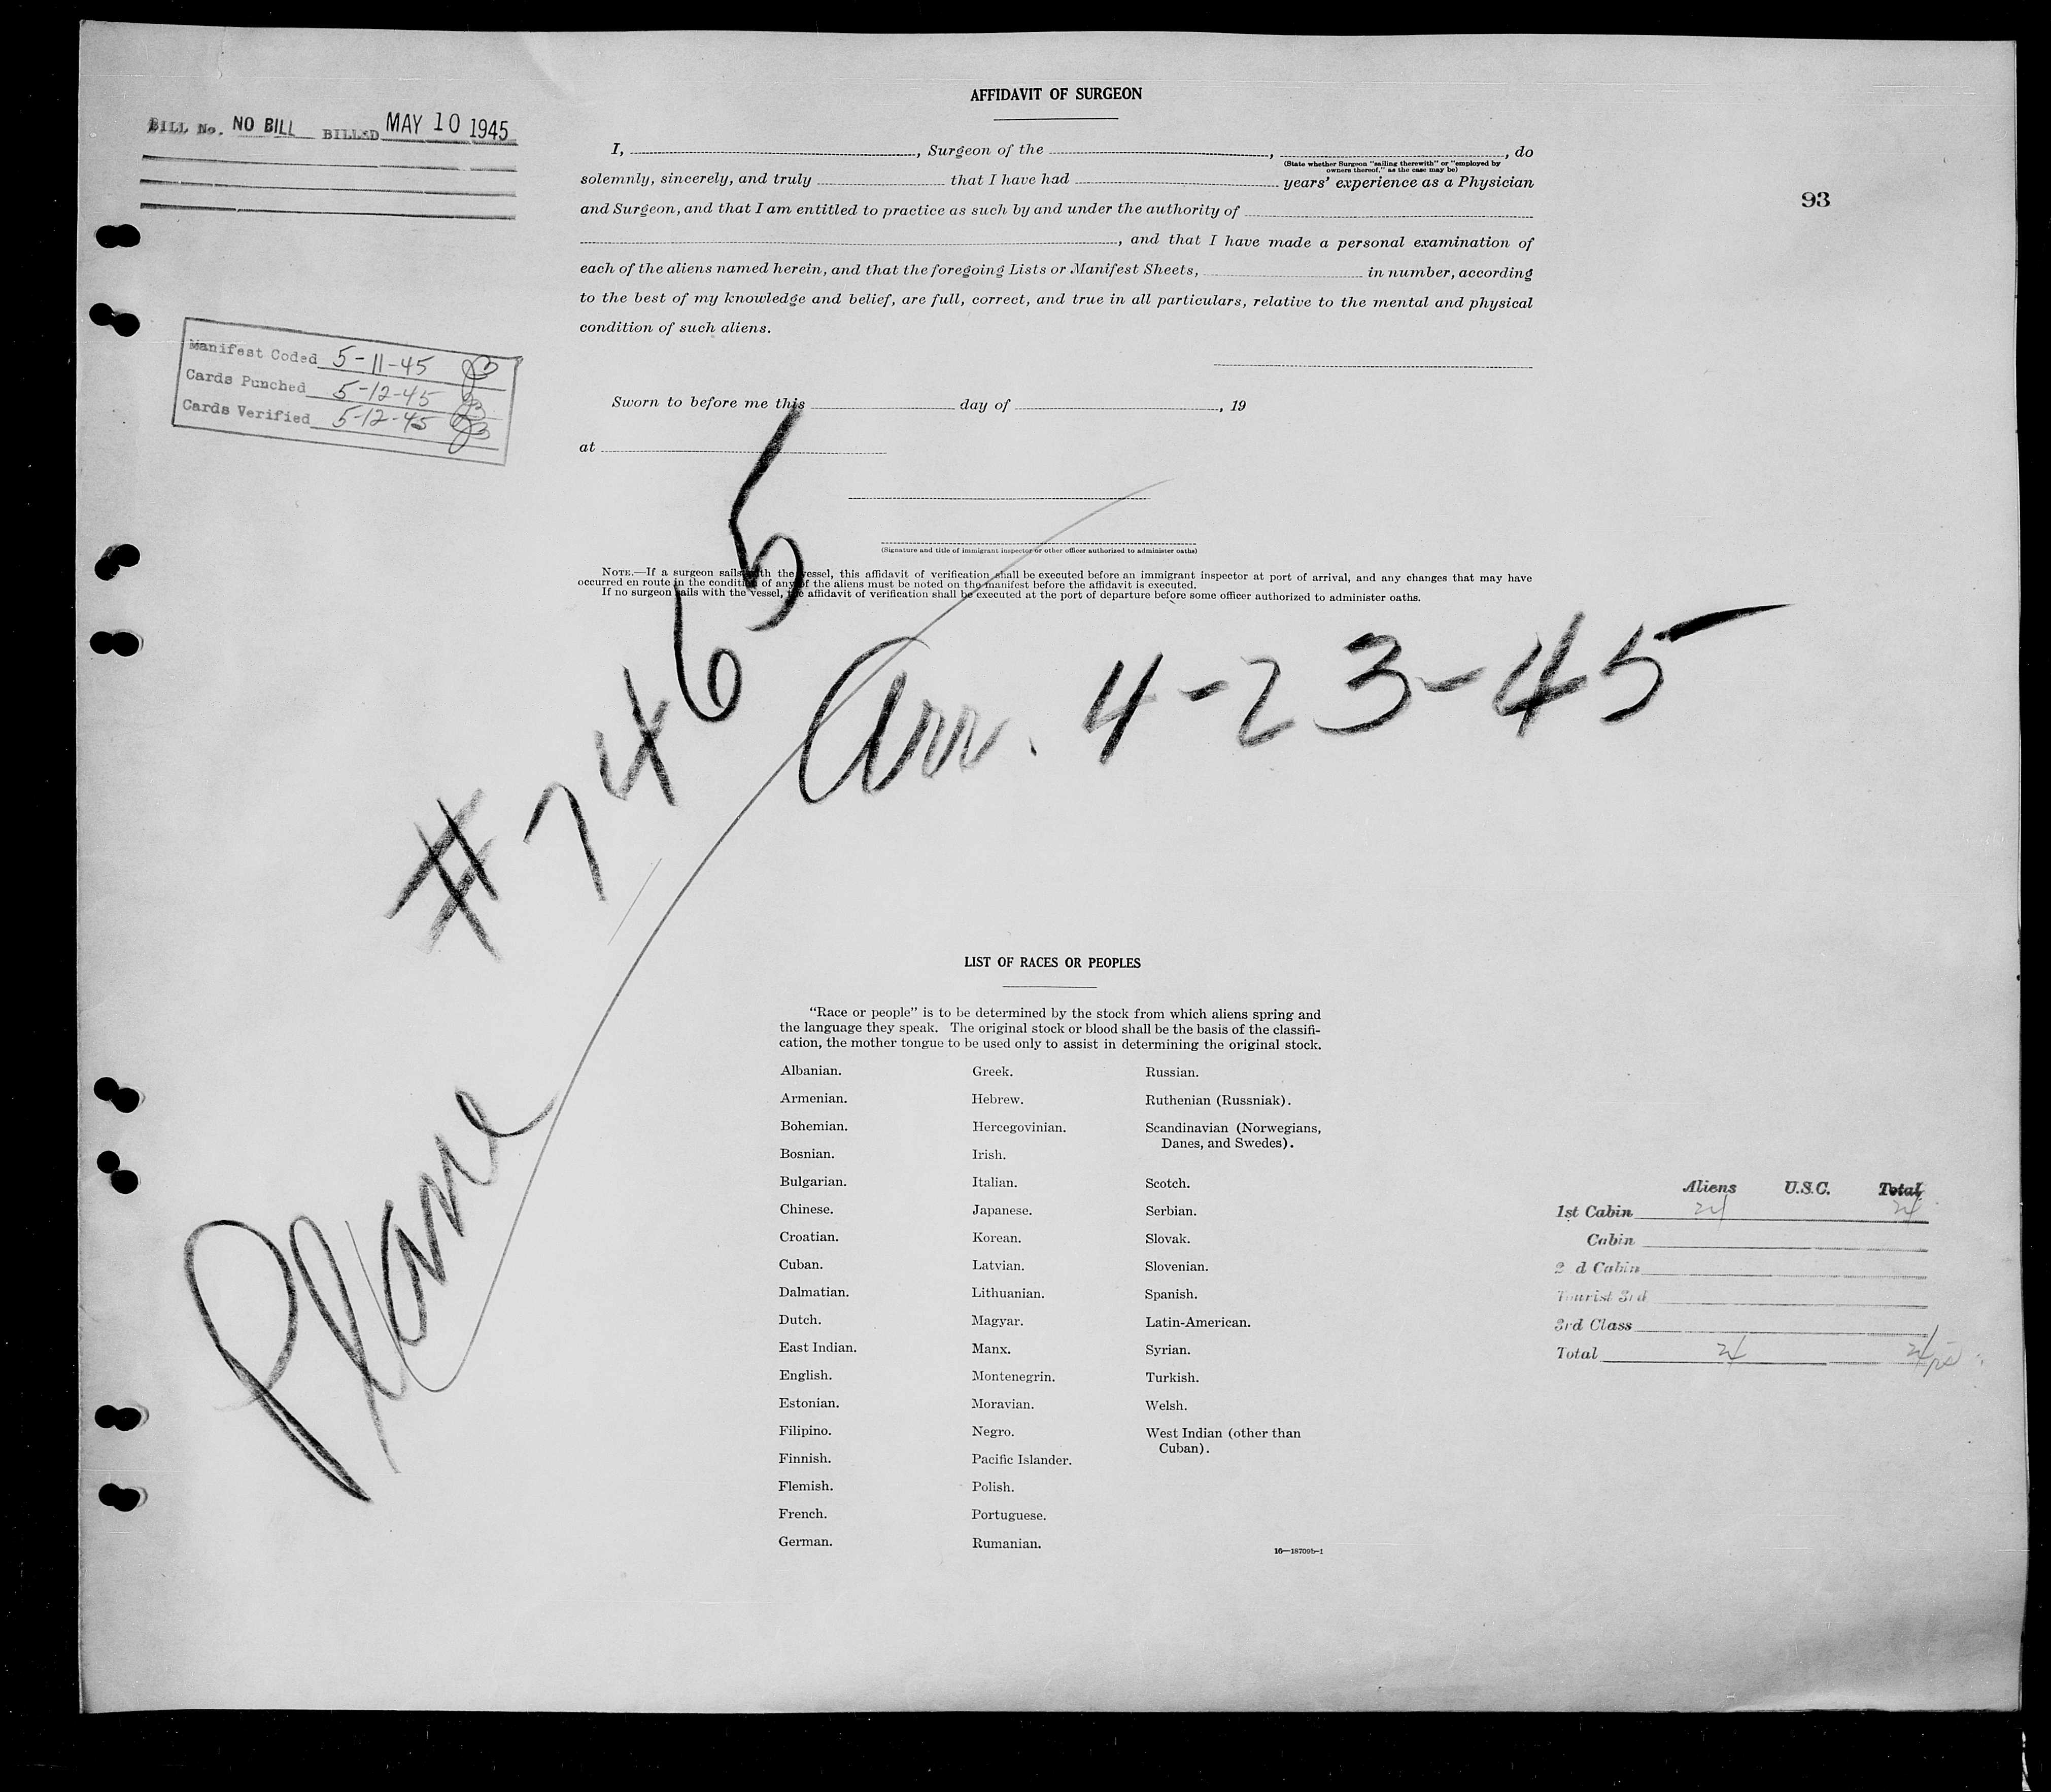 AFFIDAVIT OF SURGEON
BILL No. NO BILL BILLED MAY 10 1945
I, , Surgeon of the , , do
(State whether Surgeon "sailing therewith" or "employed by
owners thereof," as the case may be)
solemnly, sincerely, and truly that I have had years' experience as a Physician
and Surgeon, and that I am entitled to practice as such by and under the authority of
, and that I have made a personal examination of
each of the aliens named herein, and that the foregoing Lists or Manifest Sheets, in number, according
to the best of my knowledge and belief, are full, correct, and true in all particulars, relative to the mental and physical
condition of such aliens.
93
Manifest Coded 5-11-45
Cards Punched 5-12-45
Cards Verified 5-12-45
Sworn to before me this day of , 19
at
(Signature and title of immigrant inspector or other officer authorized to administer oaths)
NOTE.—If a surgeon sails with the vessel, this affidavit of verification shall be executed before an immigrant inspector at port of arrival, and any changes that may have
occurred en route in the condition of any of the aliens must be noted on the manifest before the affidavit is executed.
If no surgeon sails with the vessel, the affidavit of verification shall be executed at the port of departure before some officer authorized to administer oaths.
Plane
#7465
Arr. 4-23-45
LIST OF RACES OR PEOPLES
"Race or people" is to be determined by the stock from which aliens spring and
the language they speak. The original stock or blood shall be the basis of the classifi-
cation, the mother tongue to be used only to assist in determining the original stock.
Albanian.
Armenian.
Bohemian.
Bosnian.
Bulgarian.
Chinese.
Croatian.
Cuban.
Dalmatian.
Dutch.
East Indian.
English.
Estonian.
Filipino.
Finnish.
Flemish.
French.
German.
Greek.
Hebrew.
Hercegovinian.
Irish.
Italian.
Japanese.
Korean.
Latvian.
Lithuanian.
Magyar.
Manx.
Montenegrin.
Moravian.
Negro.
Pacific Islander.
Polish.
Portuguese.
Rumanian.
Russian.
Ruthenian (Russniak).
Scandinavian (Norwegians,
Danes, and Swedes).
Scotch.
Serbian.
Slovak.
Slovenian.
Spanish.
Latin-American.
Syrian.
Turkish.
Welsh.
West Indian (other than
Cuban).
16—18709b-1
Aliens U.S.C. Total
1st Cabin 24 24
Cabin
2 d Cabin
Tourist 3rd
3rd Class
Total 24 24